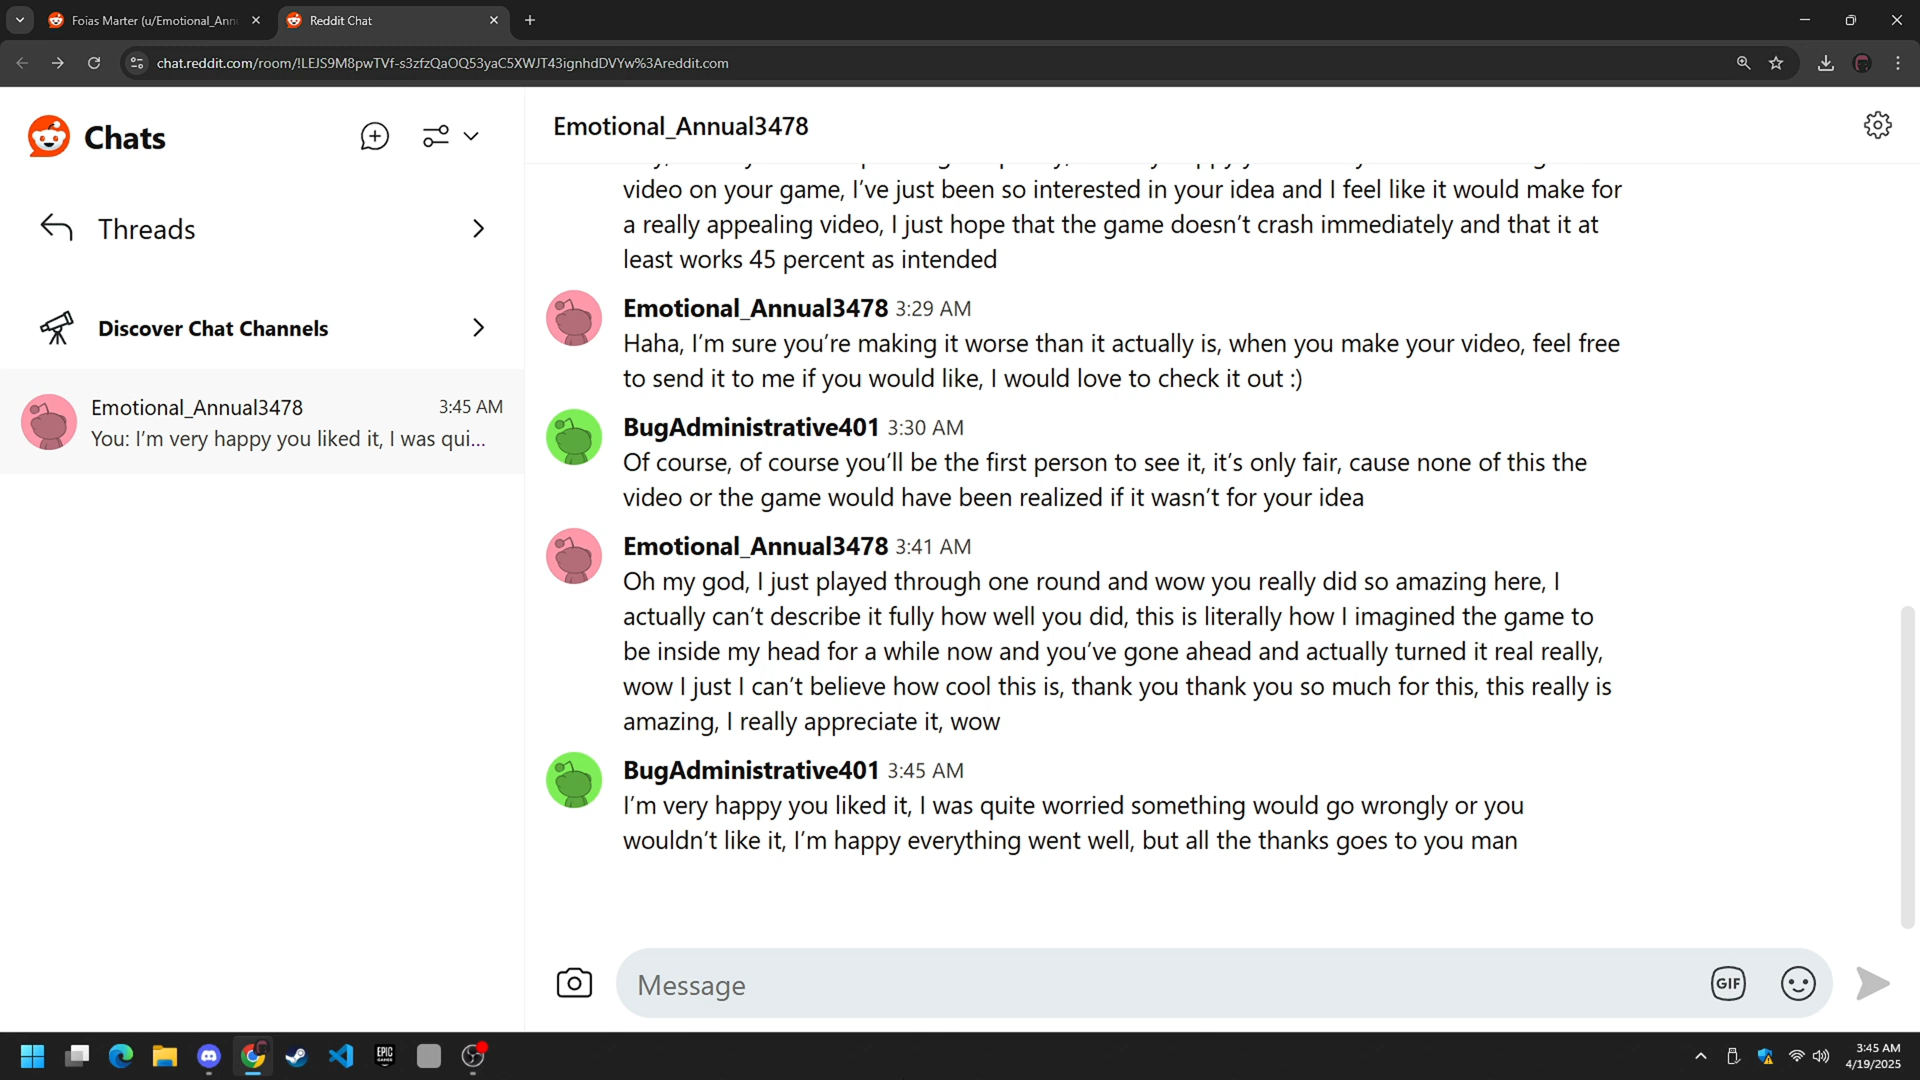 Foias Marter (u/Emotional_Ann
Reddit Chat
chat.reddit.com/room/!LEJS9M8pwTVf-s3zfzQaOQ53yaC5XWJT43ignhdDVYw%3Areddit.com
Chats
Threads
Discover Chat Channels
Emotional_Annual3478 3:45 AM
You: I’m very happy you liked it, I was qui...
Emotional_Annual3478
video on your game, I’ve just been so interested in your idea and I feel like it would make for
a really appealing video, I just hope that the game doesn’t crash immediately and that it at
least works 45 percent as intended
Emotional_Annual3478 3:29 AM
Haha, I’m sure you’re making it worse than it actually is, when you make your video, feel free
to send it to me if you would like, I would love to check it out :)
BugAdministrative401 3:30 AM
Of course, of course you’ll be the first person to see it, it’s only fair, cause none of this the
video or the game would have been realized if it wasn’t for your idea
Emotional_Annual3478 3:41 AM
Oh my god, I just played through one round and wow you really did so amazing here, I
actually can’t describe it fully how well you did, this is literally how I imagined the game to
be inside my head for a while now and you’ve gone ahead and actually turned it real really,
wow I just I can’t believe how cool this is, thank you thank you so much for this, this really is
amazing, I really appreciate it, wow
BugAdministrative401 3:45 AM
I’m very happy you liked it, I was quite worried something would go wrongly or you
wouldn’t like it, I’m happy everything went well, but all the thanks goes to you man
Message
GIF
EPIC
GAMES
3:45 AM
4/19/2025